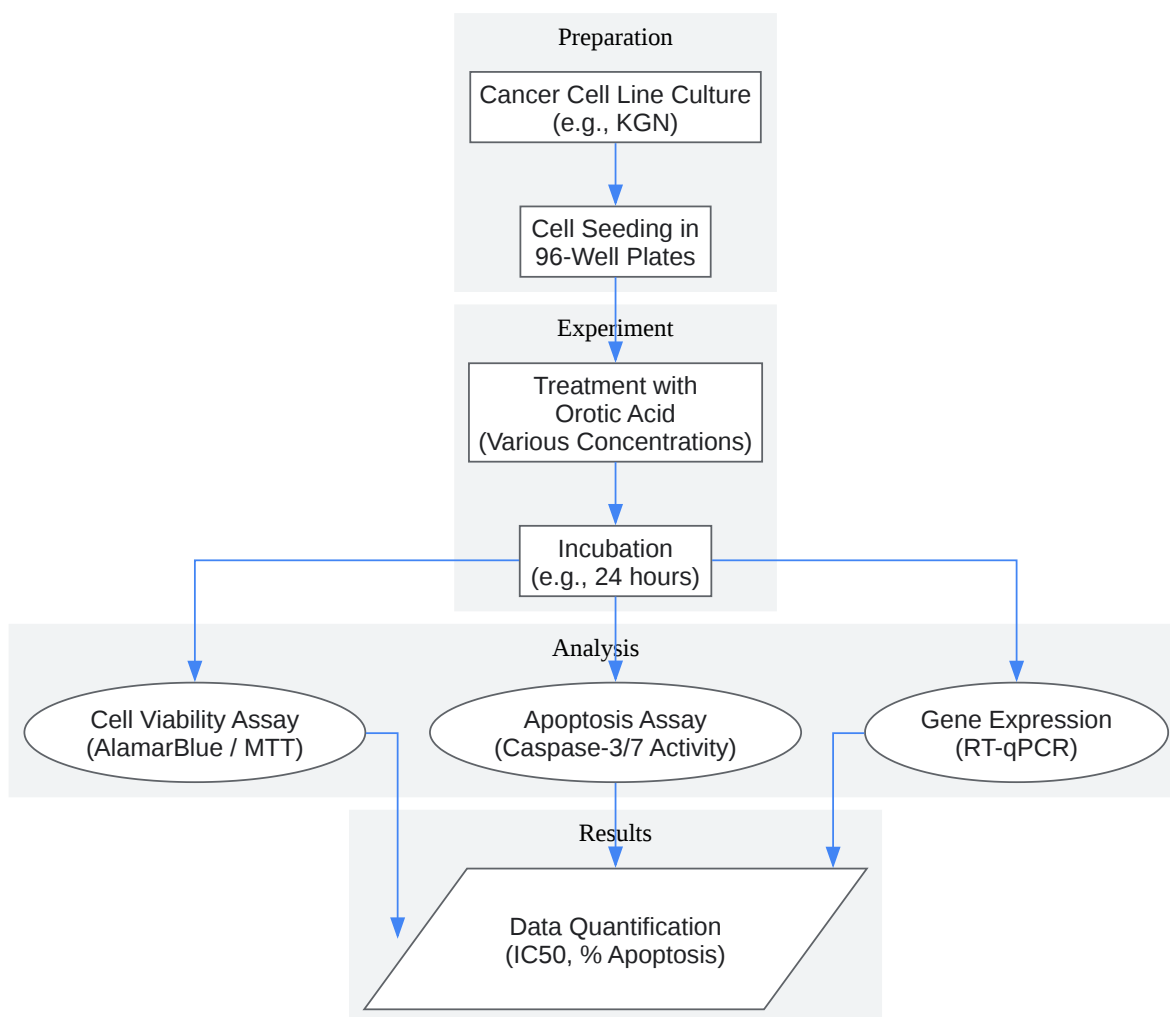 Preparation
Cancer Cell Line Culture
(e.g., KGN)
Cell Seeding in
96-Well Plates
Experiment
Treatment with
Orotic Acid
(Various Concentrations)
Incubation
(e.g., 24 hours)
Analysis
Cell Viability Assay
(AlamarBlue / MTT)
Apoptosis Assay
(Caspase-3/7 Activity)
Gene Expression
(RT-qPCR)
Results
Data Quantification
(IC50, % Apoptosis)